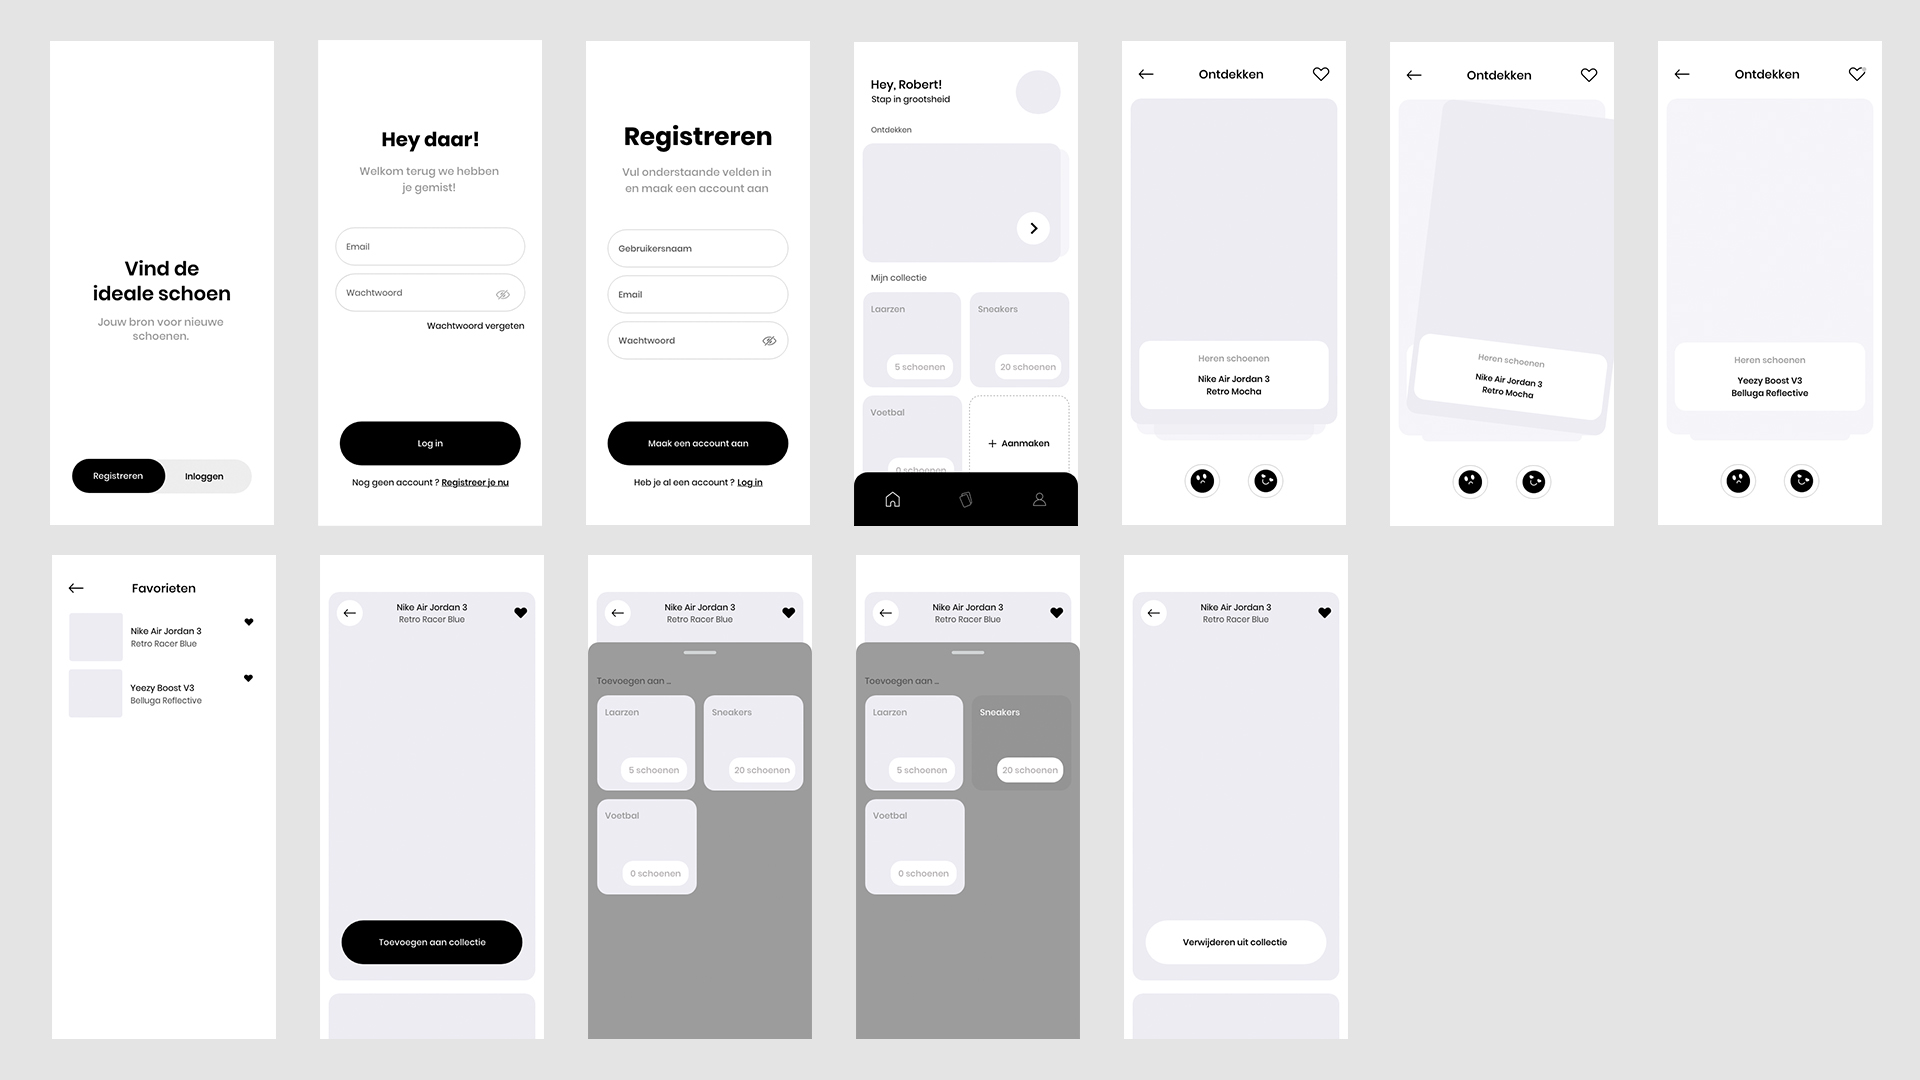 Vind de
ideale schoen
Jouw bron voor nieuwe
schoenen.
Registreren
Inloggen
Hey daar!
Welkom terug we hebben
je gemist!
Email
Wachtwoord
Wachtwoord vergeten
Log in
Nog geen account ? Registreer je nu
Registreren
Vul onderstaande velden in
en maak een account aan
Gebruikersnaam
Email
Wachtwoord
Maak een account aan
Heb je al een account ? Log in
Hey, Robert!
Stap in grootsheid
Ontdekken
Mijn collectie
Laarzen
5 schoenen
Sneakers
20 schoenen
Voetbal
0 schoenen
+ Aanmaken
Ontdekken
Heren schoenen
Nike Air Jordan 3
Retro Mocha
Ontdekken
Heren schoenen
Nike Air Jordan 3
Retro Mocha
Ontdekken
Heren schoenen
Yeezy Boost V3
Belluga Reflective
Favorieten
Nike Air Jordan 3
Retro Racer Blue
Yeezy Boost V3
Belluga Reflective
Nike Air Jordan 3
Retro Racer Blue
Toevoegen aan collectie
Nike Air Jordan 3
Retro Racer Blue
Toevoegen aan ...
Laarzen
5 schoenen
Sneakers
20 schoenen
Voetbal
0 schoenen
Nike Air Jordan 3
Retro Racer Blue
Toevoegen aan ...
Laarzen
5 schoenen
Sneakers
20 schoenen
Voetbal
0 schoenen
Nike Air Jordan 3
Retro Racer Blue
Verwijderen uit collectie